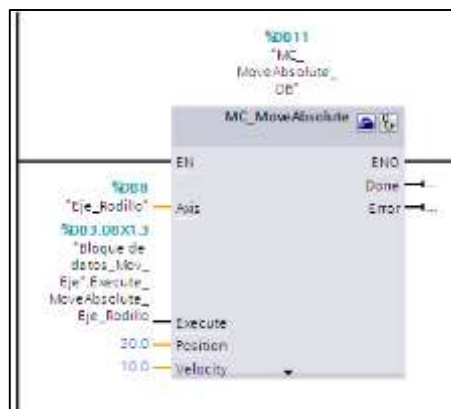 %DB11
"MC_
MoveAbsolute_
DB"
MC_MoveAbsolute
EN
ENO
Done
...
Error
...
%DB8
"Eje_Rodillo"
Axis
%DB3.DBX1.3
"Bloque de
datos_Mov_
Eje".Execute_
MoveAbsolute_
Eje_Rodillo
Execute
30.0
Position
10.0
Velocity